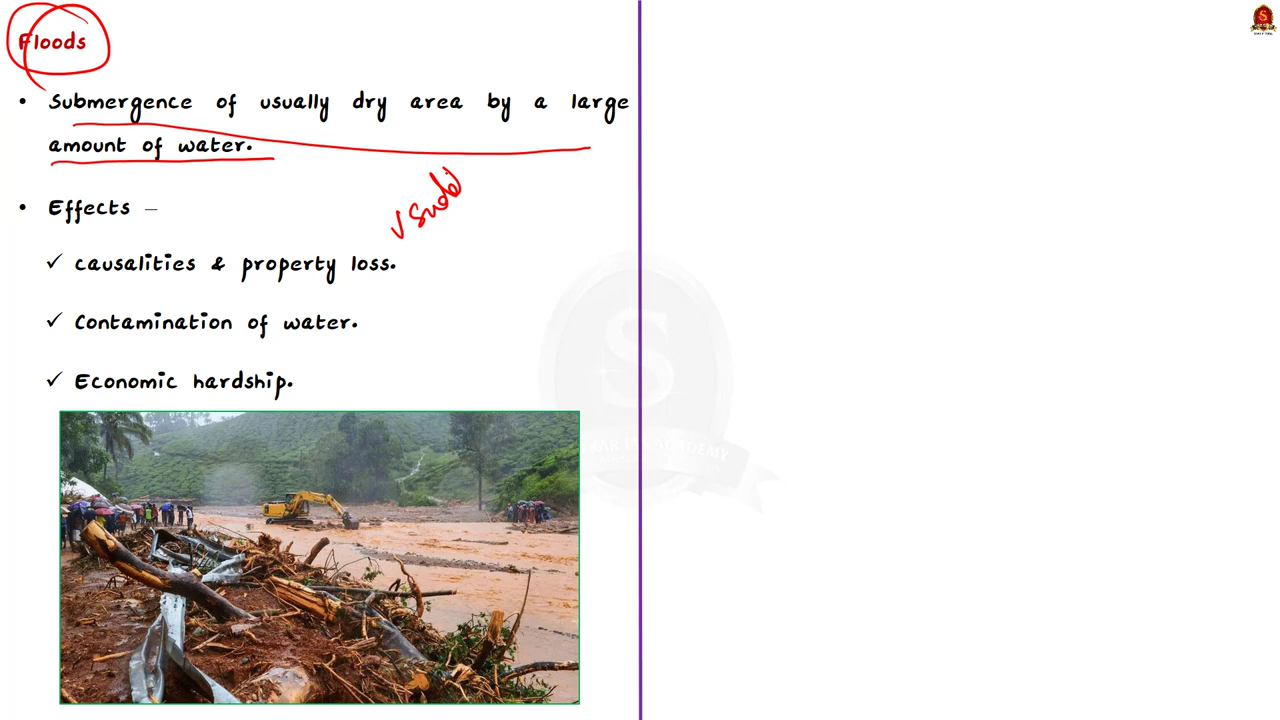 Floods
• Submergence of usually dry area by a large
amount of water.
• Effects –
✓ Causalities & property loss.
✓ Contamination of water.
✓ Economic hardship.